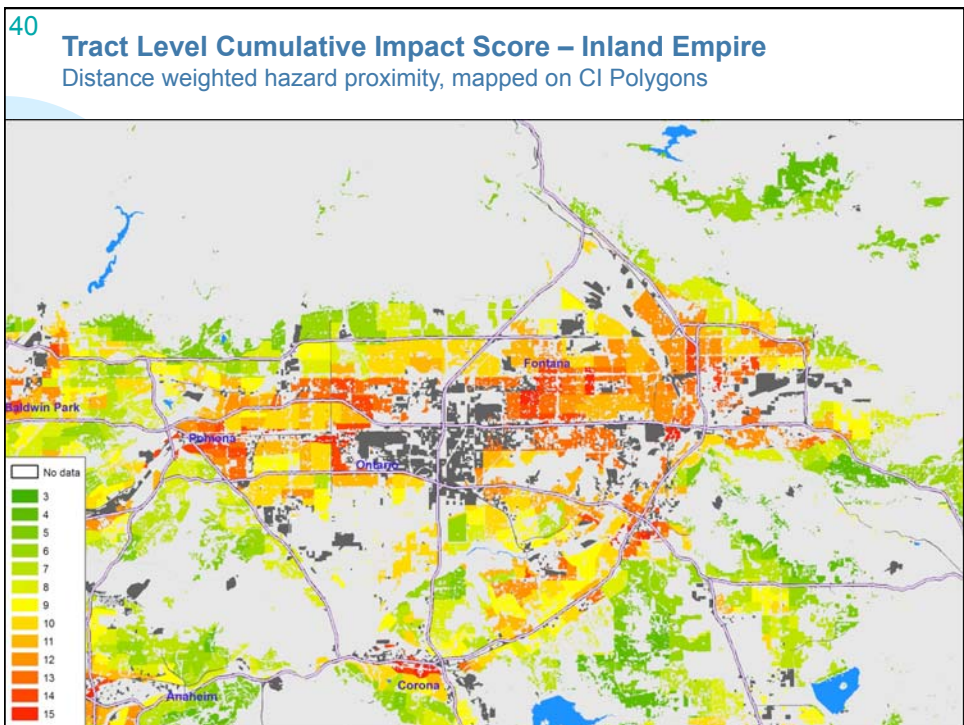 40
Tract Level Cumulative Impact Score – Inland Empire
Distance weighted hazard proximity, mapped on CI Polygons
Fontana
Baldwin Park
Pomona
Ontario
No data
3
4
5
6
7
8
9
10
11
12
13
14
15
Corona
Anaheim